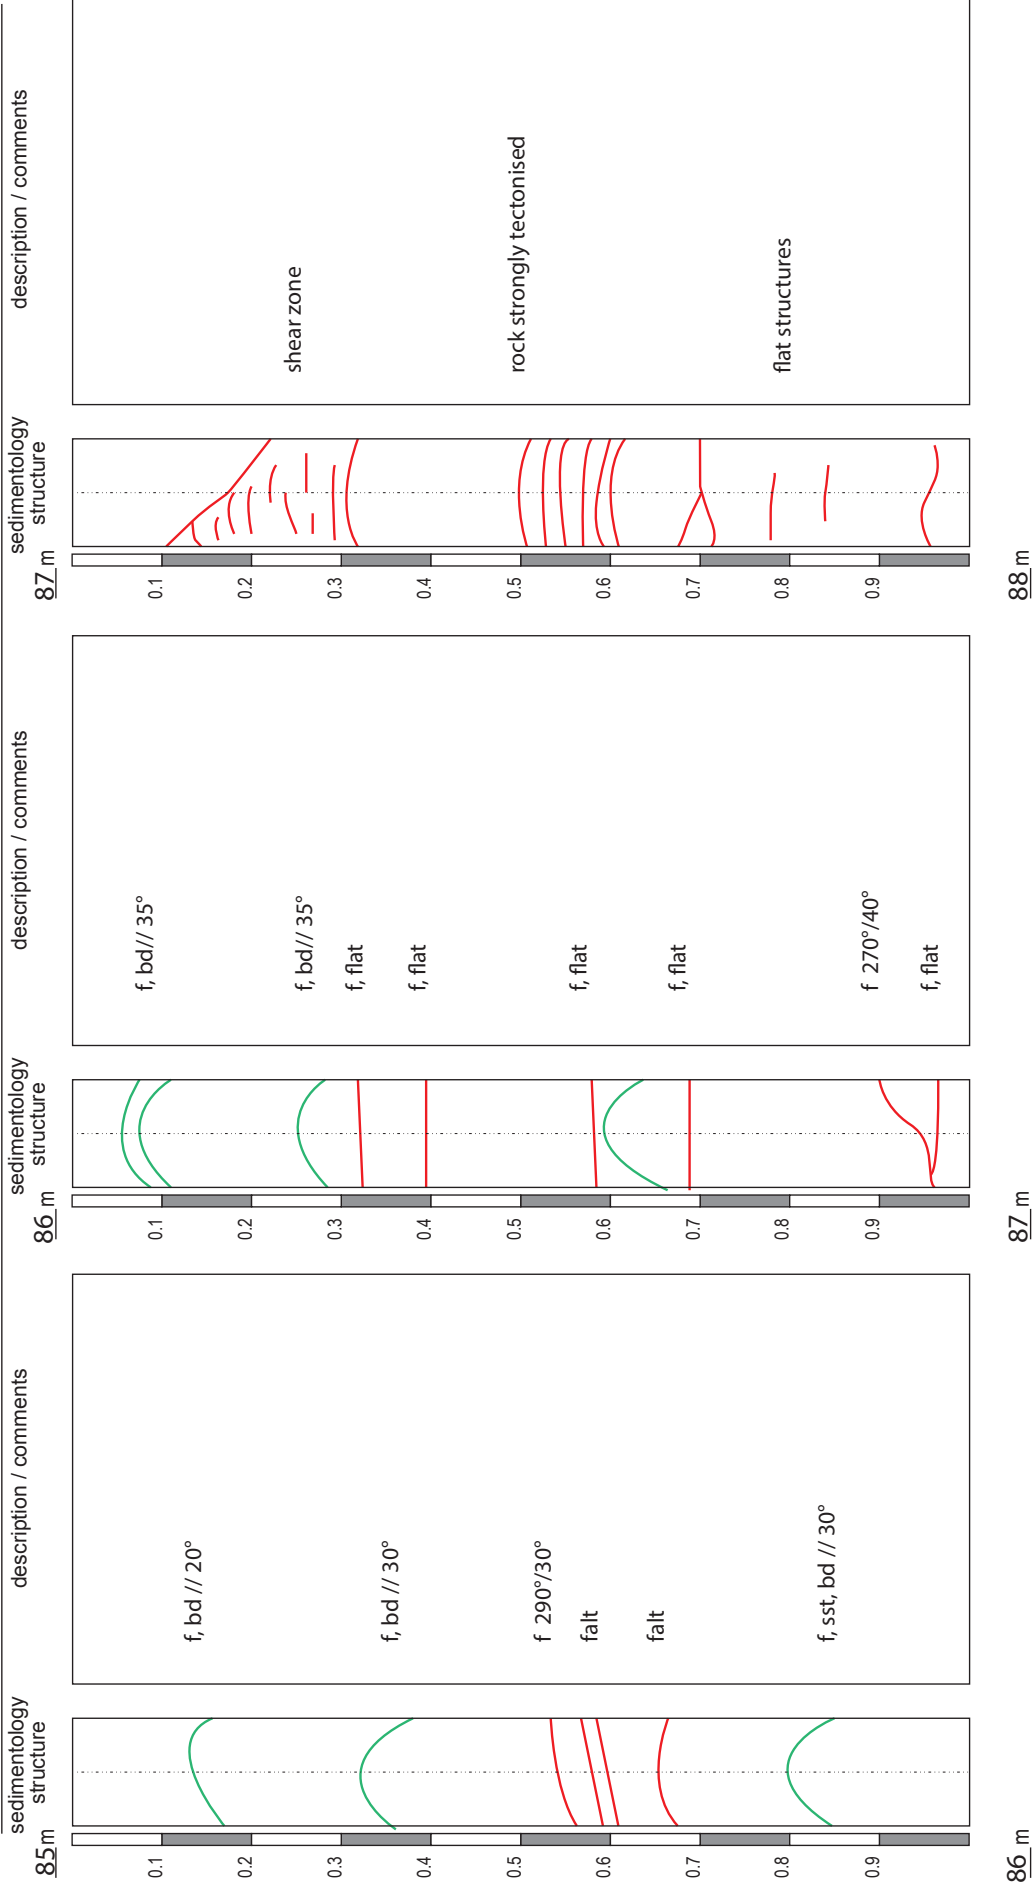 85 m
sedimentology
structure
description / comments
0.1
0.2
0.3
0.4
0.5
0.6
0.7
0.8
0.9
f, bd // 20°
f, bd // 30°
f 290°/30°
falt
falt
f, sst, bd // 30°
86 m
86 m
sedimentology
structure
description / comments
0.1
0.2
0.3
0.4
0.5
0.6
0.7
0.8
0.9
f, bd// 35°
f, bd// 35°
f, flat
f, flat
f, flat
f, flat
f 270°/40°
f, flat
87 m
87 m
sedimentology
structure
description / comments
0.1
0.2
0.3
0.4
0.5
0.6
0.7
0.8
0.9
shear zone
rock strongly tectonised
flat structures
88 m